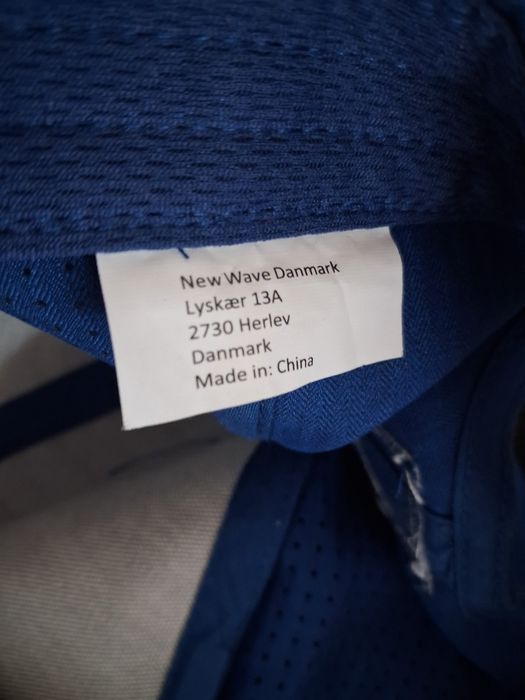 New Wave Danmark
Lyskær 13A
2730 Herlev
Danmark
Made in: China